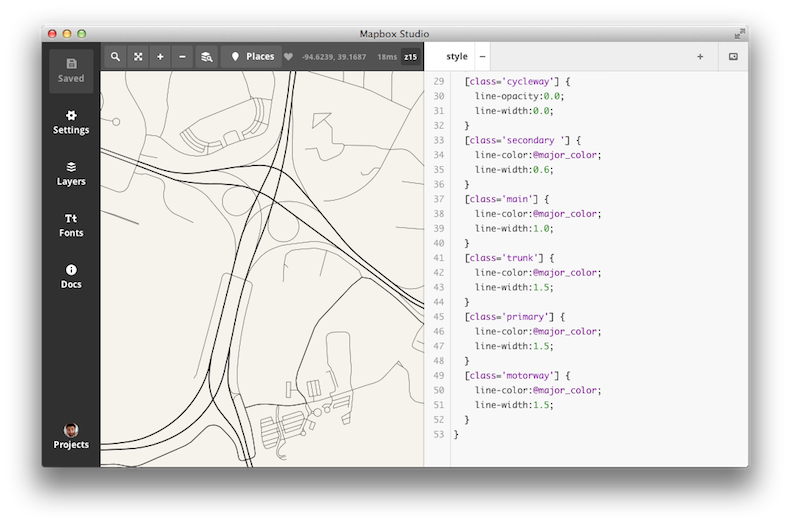 Mapbox Studio
Saved
Settings
Layers
Fonts
Docs
Projects
Places -94.6239, 39.1687 18ms z15
style − +
29 [class='cycleway'] {
30 line-opacity:0.0;
31 line-width:0.0;
32 }
33 [class='secondary '] {
34 line-color:@major_color;
35 line-width:0.6;
36 }
37 [class='main'] {
38 line-color:@major_color;
39 line-width:1.0;
40 }
41 [class='trunk'] {
42 line-color:@major_color;
43 line-width:1.5;
44 }
45 [class='primary'] {
46 line-color:@major_color;
47 line-width:1.5;
48 }
49 [class='motorway'] {
50 line-color:@major_color;
51 line-width:1.5;
52 }
53 }